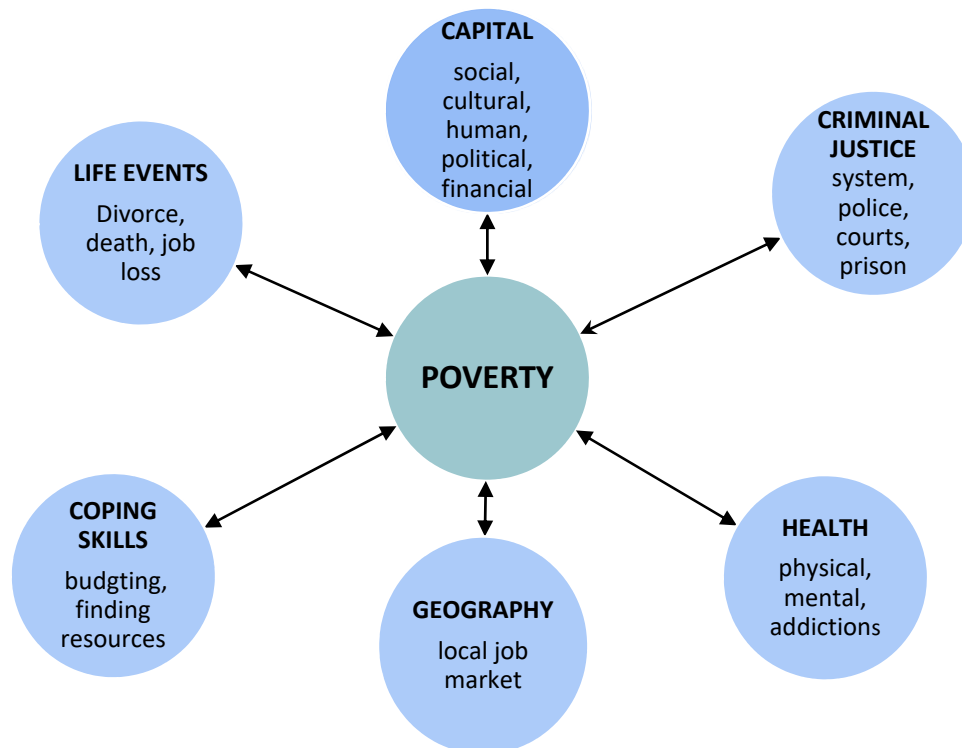 CAPITAL
social,
cultural,
human,
political,
financial
CRIMINAL
JUSTICE
system,
police,
courts,
prison
LIFE EVENTS
Divorce,
death, job
loss
POVERTY
COPING
SKILLS
budgting,
finding
resources
GEOGRAPHY
local job
market
HEALTH
physical,
mental,
addictions